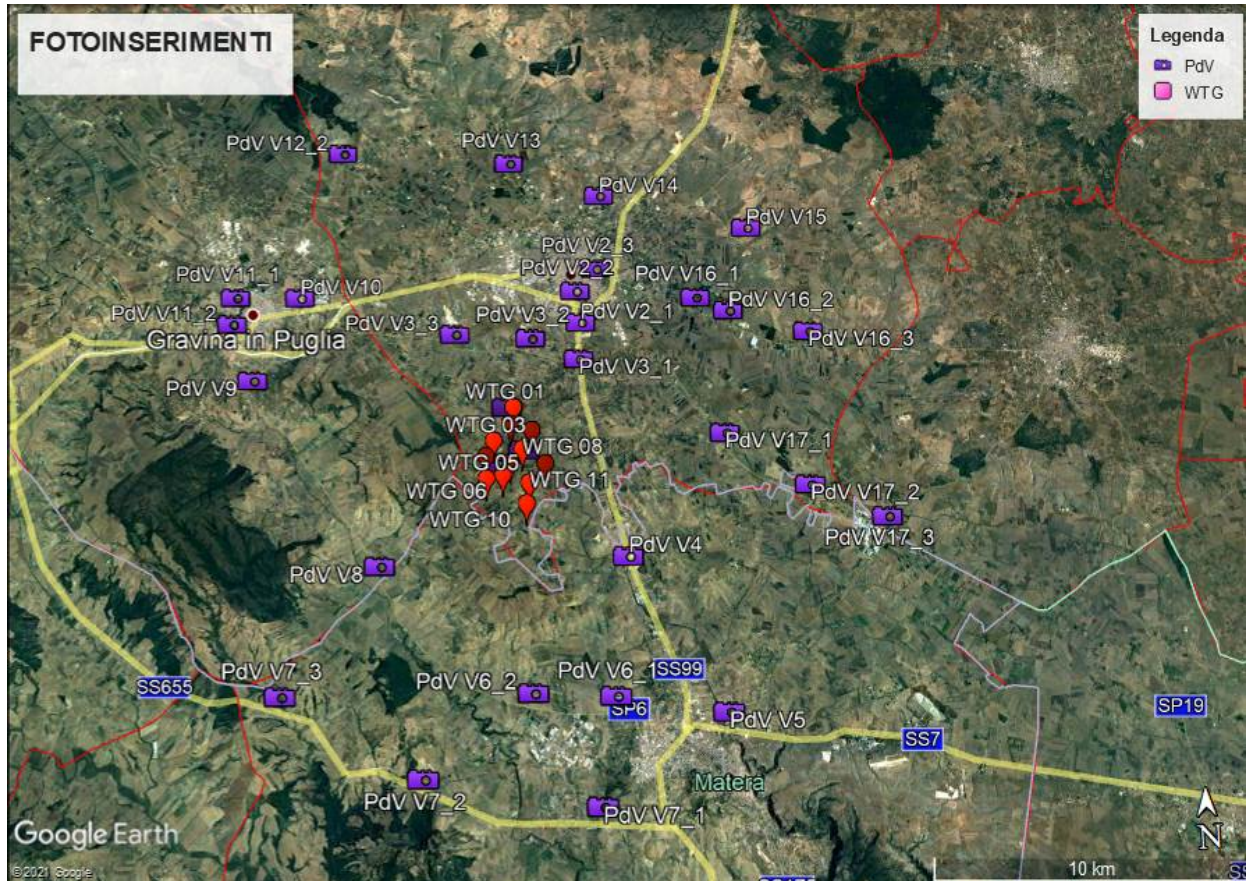 FOTOINSERIMENTI
Legenda
PdV
WTG
PdV V12_2
PdV V13
PdV V14
PdV V15
PdV V2_3
PdV V2_2
PdV V16_1
PdV V11_1
PdV V10
PdV V16_2
PdV V11_2
PdV V3_3
PdV V3_2
PdV V2_1
PdV V16_3
Gravina in Puglia
PdV V3_1
PdV V9
WTG 01
WTG 03
WTG 08
PdV V17_1
WTG 05
WTG 06
WTG 11
PdV V17_2
WTG 10
PdV V17_3
PdV V4
PdV V8
PdV V7_3
PdV V6_2
PdV V6_1
SS99
SS655
SP6
PdV V5
SP19
SS7
Matera
PdV V7_2
PdV V7_1
N
Google Earth
10 km
© 2021 Google